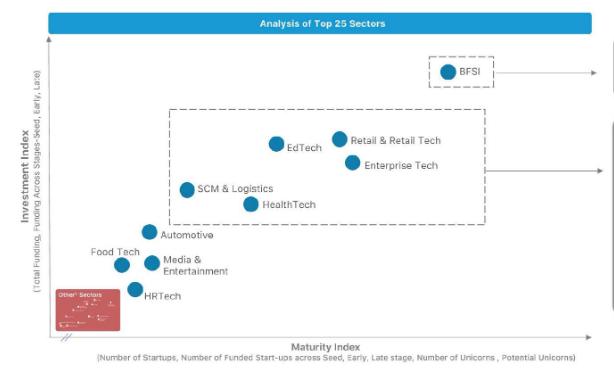 Analysis of Top 25 Sectors
Investment Index
(Total Funding, Funding Across Stages-Seed, Early, Late)
BFSI
EdTech
Retail & Retail Tech
Enterprise Tech
SCM & Logistics
HealthTech
Automotive
Food Tech
Media &
Entertainment
HRTech
Other' Sectors
Maturity Index
(Number of Startups, Number of Funded Start-ups across Seed, Early, Late stage, Number of Unicorns , Potential Unicorns)